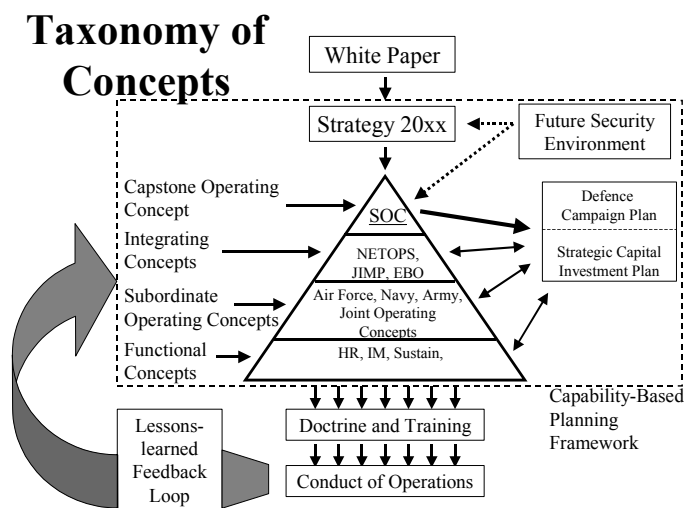 Taxonomy of
Concepts
White Paper
Strategy 20xx
Future Security
Environment
Capstone Operating
Concept
SOC
Defence
Campaign Plan
Strategic Capital
Investment Plan
Integrating
Concepts
NETOPS,
JIMP, EBO
Subordinate
Operating Concepts
Air Force, Navy, Army,
Joint Operating
Concepts
Functional
Concepts
HR, IM, Sustain,
Capability-Based
Planning
Framework
Lessons-
learned
Feedback
Loop
Doctrine and Training
Conduct of Operations